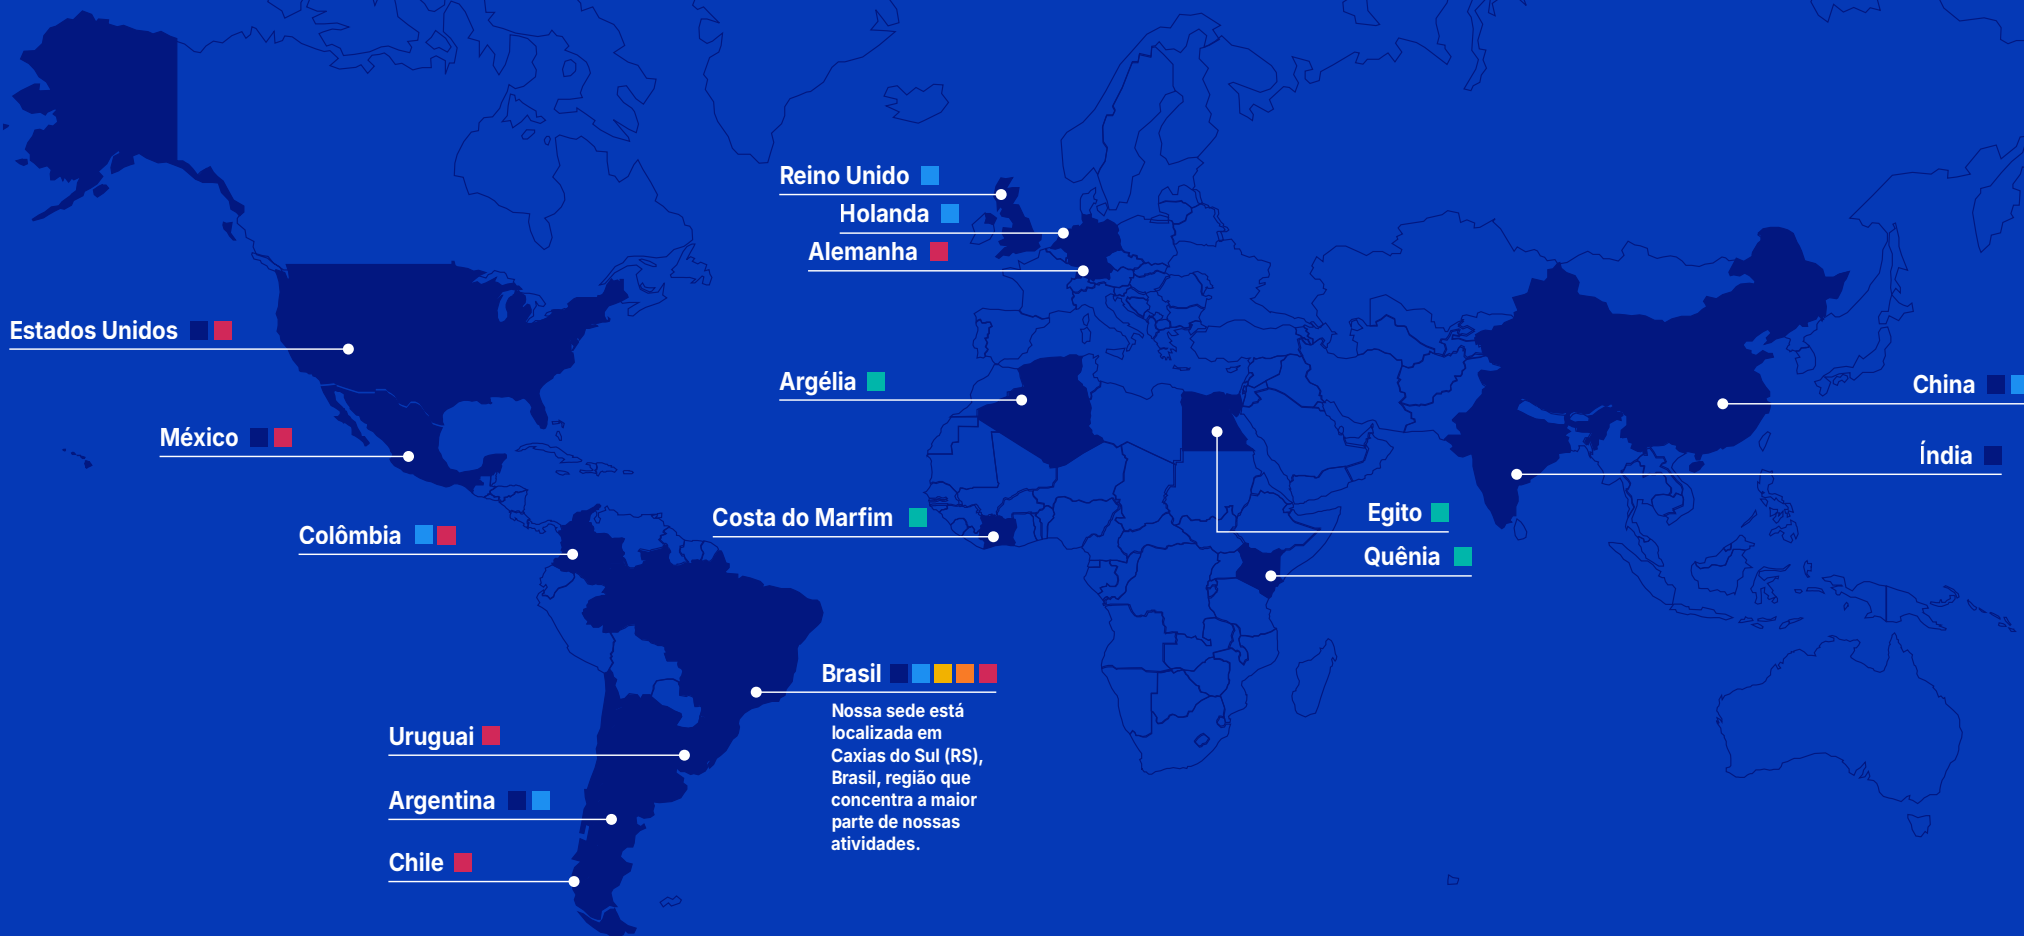 Reino Unido
Holanda
Alemanha
Estados Unidos
Argélia
China
México
Índia
Costa do Marfim
Egito
Colômbia
Quênia
Brasil
Nossa sede está
localizada em
Caxias do Sul (RS),
Brasil, região que
concentra a maior
parte de nossas
atividades.
Uruguai
Argentina
Chile